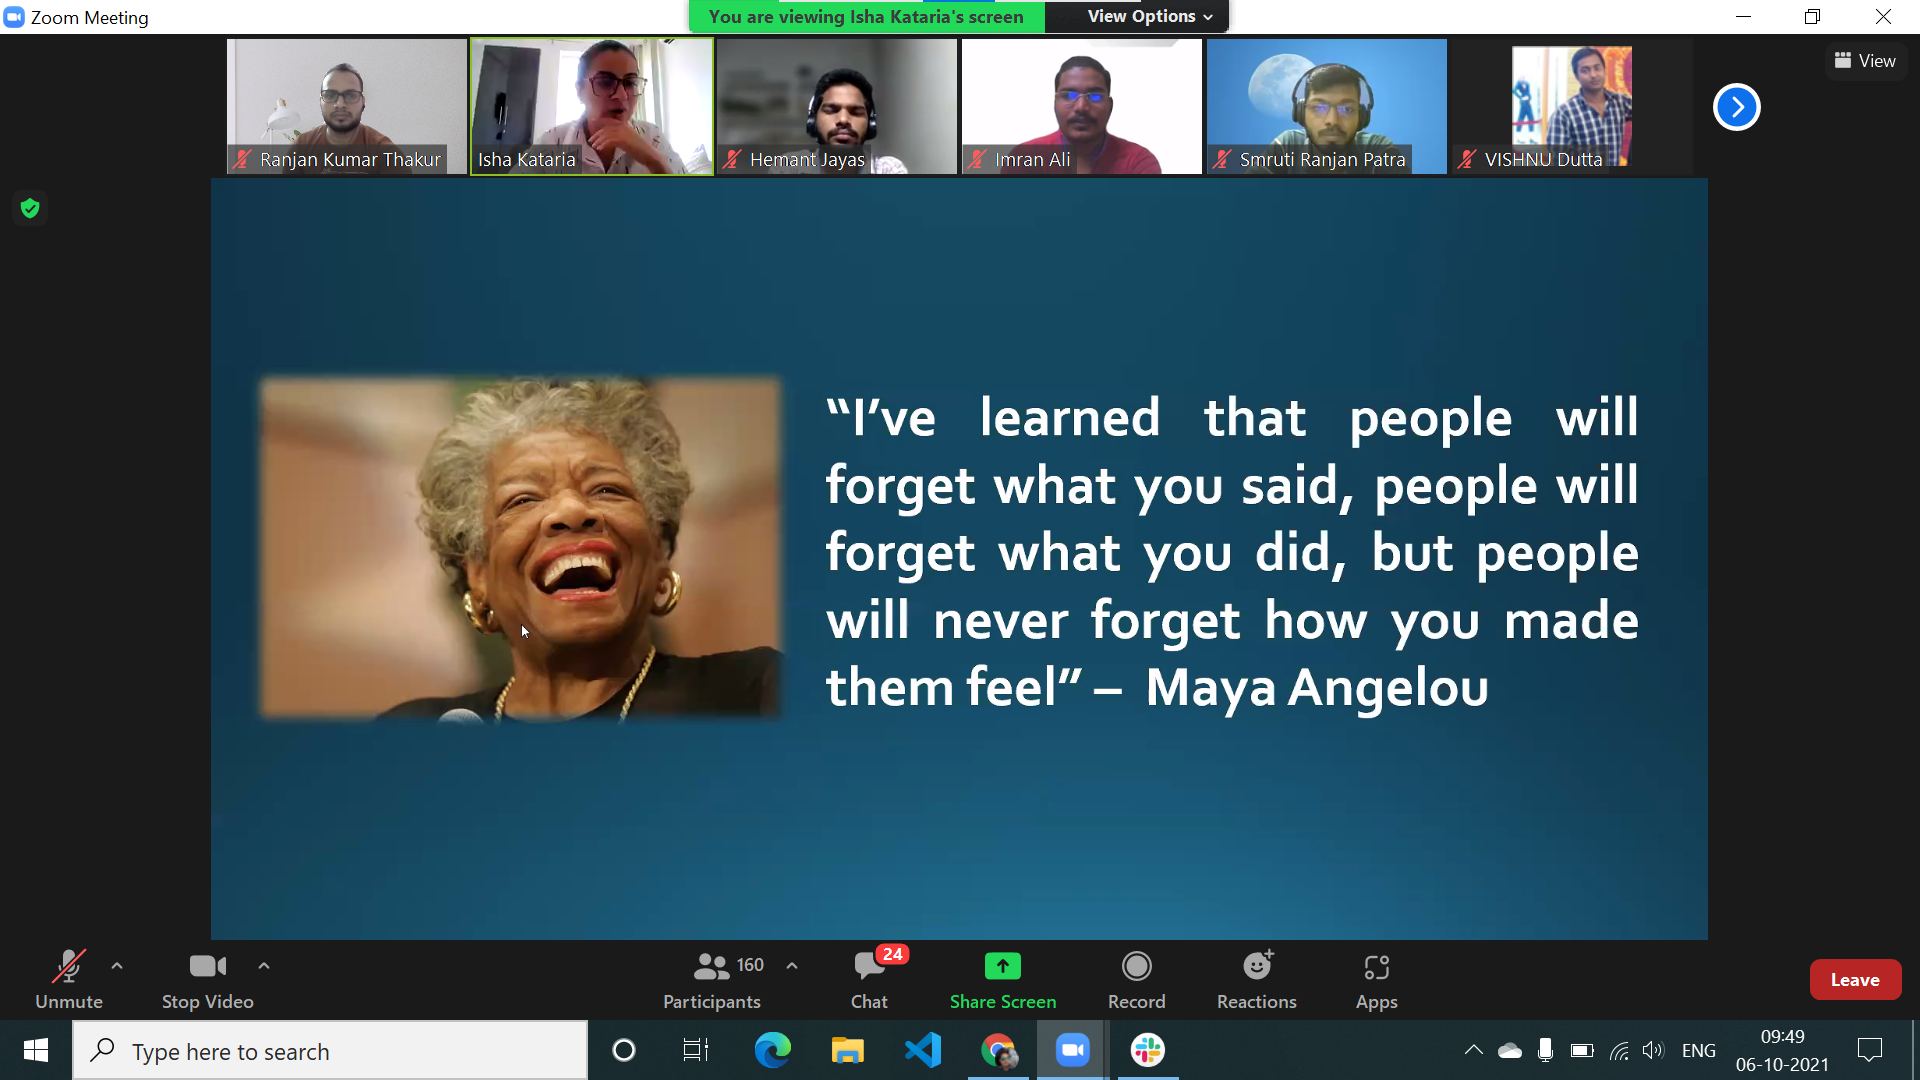 Zoom Meeting
You are viewing Isha Kataria's screen
View Options
View
Ranjan Kumar Thakur
Isha Kataria
Hemant Jayas
Imran Ali
Smruti Ranjan Patra
VISHNU Dutta
“I’ve learned that people will
forget what you said, people will
forget what you did, but people
will never forget how you made
them feel” – Maya Angelou
Unmute
Stop Video
160
Participants
24
Chat
Share Screen
Record
Reactions
Apps
Leave
Type here to search
ENG
09:49
06-10-2021